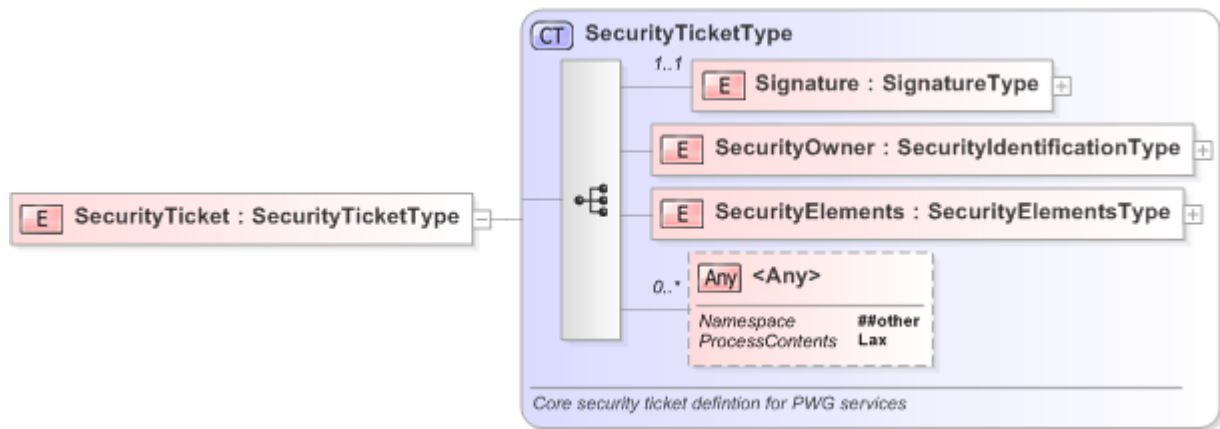 CT SecurityTicketType
1..1
E Signature : SignatureType
E SecurityOwner : SecurityIdentificationType
E SecurityTicket : SecurityTicketType
E SecurityElements : SecurityElementsType
0..*
Any <Any>
Namespace ##other
ProcessContents Lax
Core security ticket defintion for PWG services